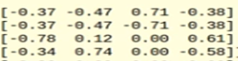 [-0.37 -0.47 0.71 -0.38]
[-0.37 -0.47 -0.71 -0.38]
[-0.78 0.12 0.00 0.61]
[-0.34 0.74 0.00 -0.58]